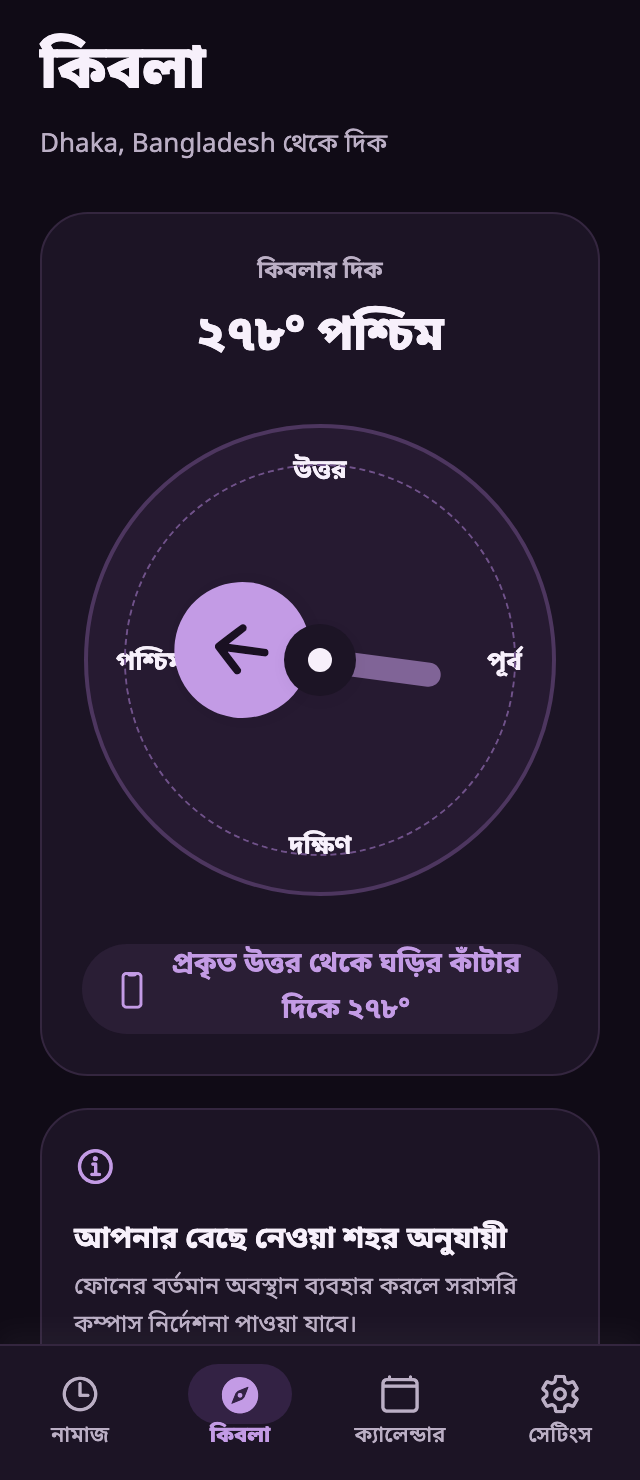 কিবলা
Dhaka, Bangladesh থেকে দিক
কিবলার দিক
২৭৮° পশ্চিম
উত্তর
পশ্চিম
পূর্ব
দক্ষিণ
প্রকৃত উত্তর থেকে ঘড়ির কাঁটার
দিকে ২৭৮°
আপনার বেছে নেওয়া শহর অনুযায়ী
ফোনের বর্তমান অবস্থান ব্যবহার করলে সরাসরি
কম্পাস নির্দেশনা পাওয়া যাবে।
নামাজ
কিবলা
ক্যালেন্ডার
সেটিংস